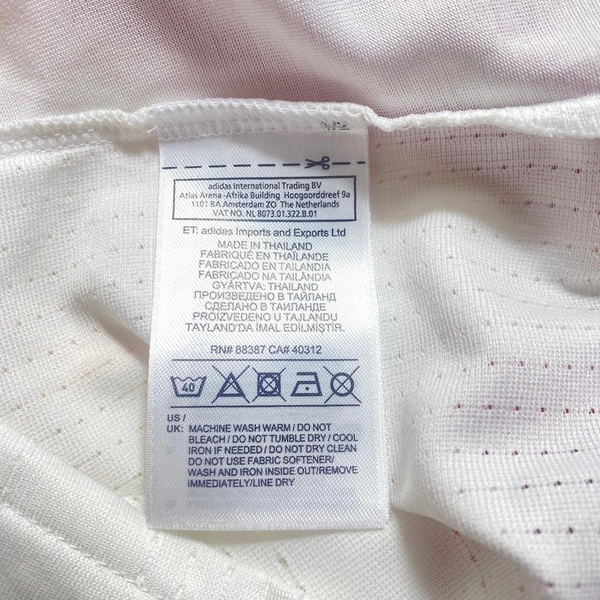 adidas International Trading BV
Atlas Arena -Afrika Building Hoogoorddreef 9a
1101 BA Amsterdam ZO The Netherlands
VAT NO. NL 8073.01.322.B.01
ET: adidas Imports and Exports Ltd
MADE IN THAILAND
FABRIQUÉ EN THAÏLANDE
FABRICADO EN TAILANDIA
FABRICADO NA TAILÂNDIA
GYÁRTVA: THAILAND
ПРОИЗВЕДЕНО В ТАЙЛАНД
СДЕЛАНО В ТАИЛАНДЕ
PROIZVEDENO U TAJLANDU
TAYLAND'DA IMAL EDİLMİŞTİR.
RN# 88387 CA# 40312
40
US /
UK: MACHINE WASH WARM / DO NOT
BLEACH / DO NOT TUMBLE DRY / COOL
IRON IF NEEDED / DO NOT DRY CLEAN
DO NOT USE FABRIC SOFTENER/
WASH AND IRON INSIDE OUT/REMOVE
IMMEDIATELY/LINE DRY